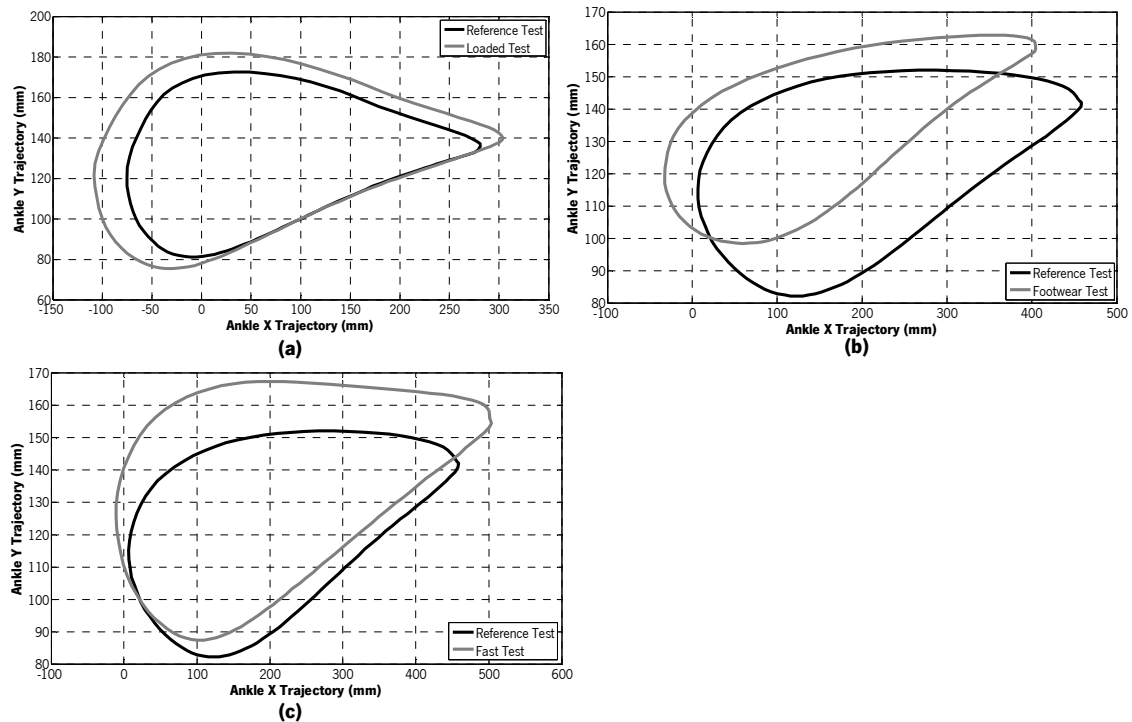 200
180
160
140
120
100
80
60
-150 -100 -50 0 50 100 150 200 250 300 350
Ankle Y Trajectory (mm)
Ankle X Trajectory (mm)
Reference Test
Loaded Test
(a)
170
160
150
140
130
120
110
100
90
80
-100 0 100 200 300 400 500
Ankle Y Trajectory (mm)
Ankle X Trajectory (mm)
Reference Test
Footwear Test
(b)
170
160
150
140
130
120
110
100
90
80
-100 0 100 200 300 400 500 600
Ankle Y Trajectory (mm)
Ankle X Trajectory (mm)
Reference Test
Fast Test
(c)